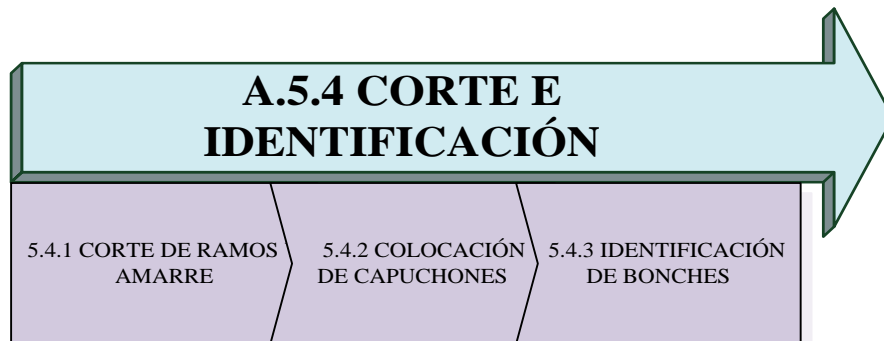 A.5.4 CORTE E
IDENTIFICACIÓN
5.4.1 CORTE DE RAMOS
AMARRE
5.4.2 COLOCACIÓN
DE CAPUCHONES
5.4.3 IDENTIFICACIÓN
DE BONCHES